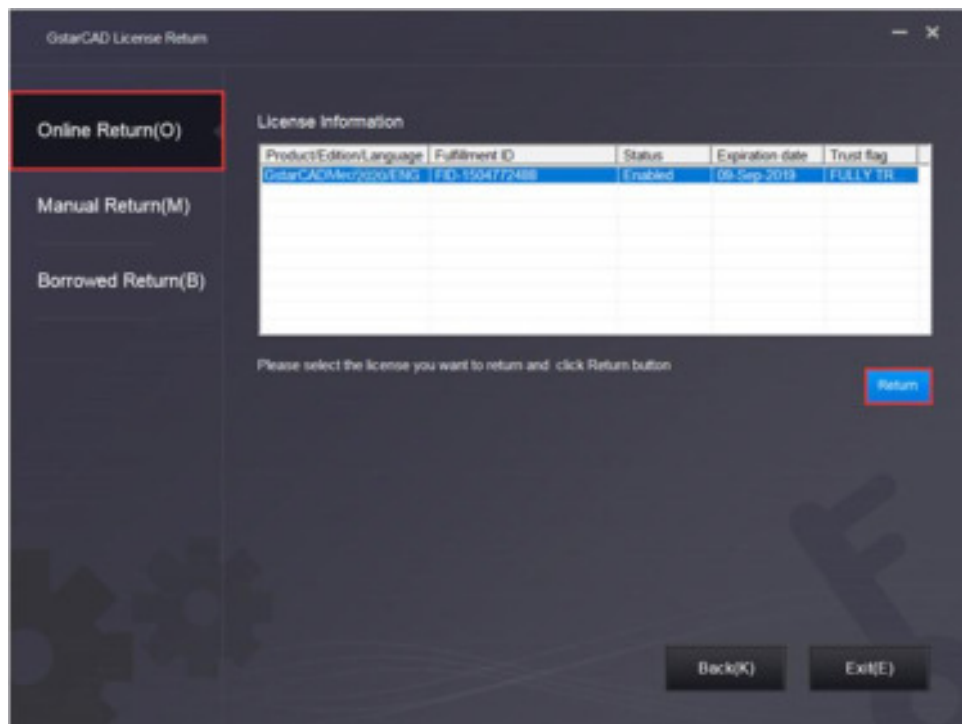 GstarCAD License Return
Online Return(O)
Manual Return(M)
Borrowed Return(B)
License Information
Product/Edition/Language Fulfillment ID Status Expiration date Trust flag
GstarCADMec/2020/ENG FID-1504772488 Enabled 09-Sep-2019 FULLY TR...
Please select the license you want to return and click Return button
Return
Back(K) Exit(E)